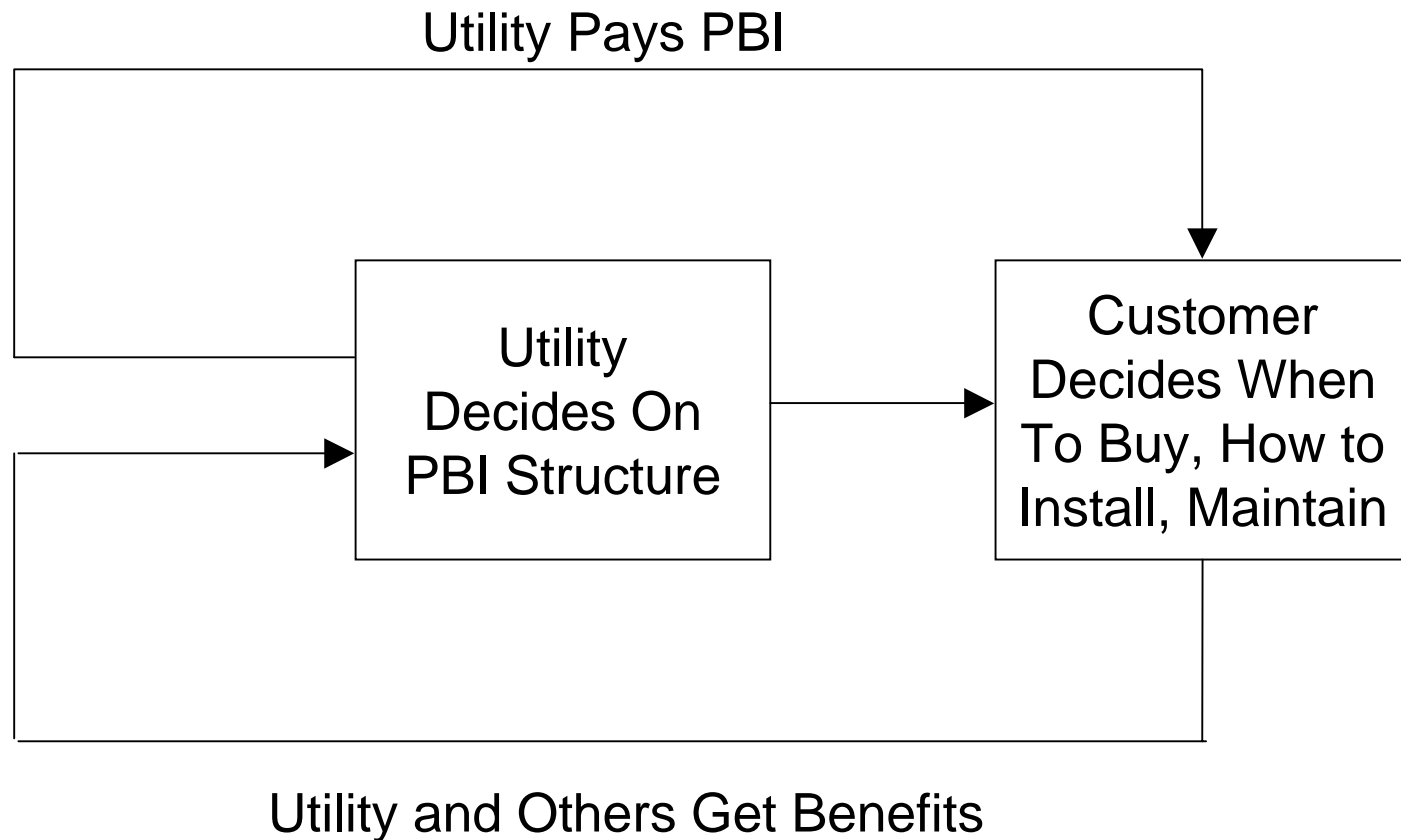 Utility Pays PBI
Utility
Decides On
PBI Structure
Customer
Decides When
To Buy, How to
Install, Maintain
Utility and Others Get Benefits